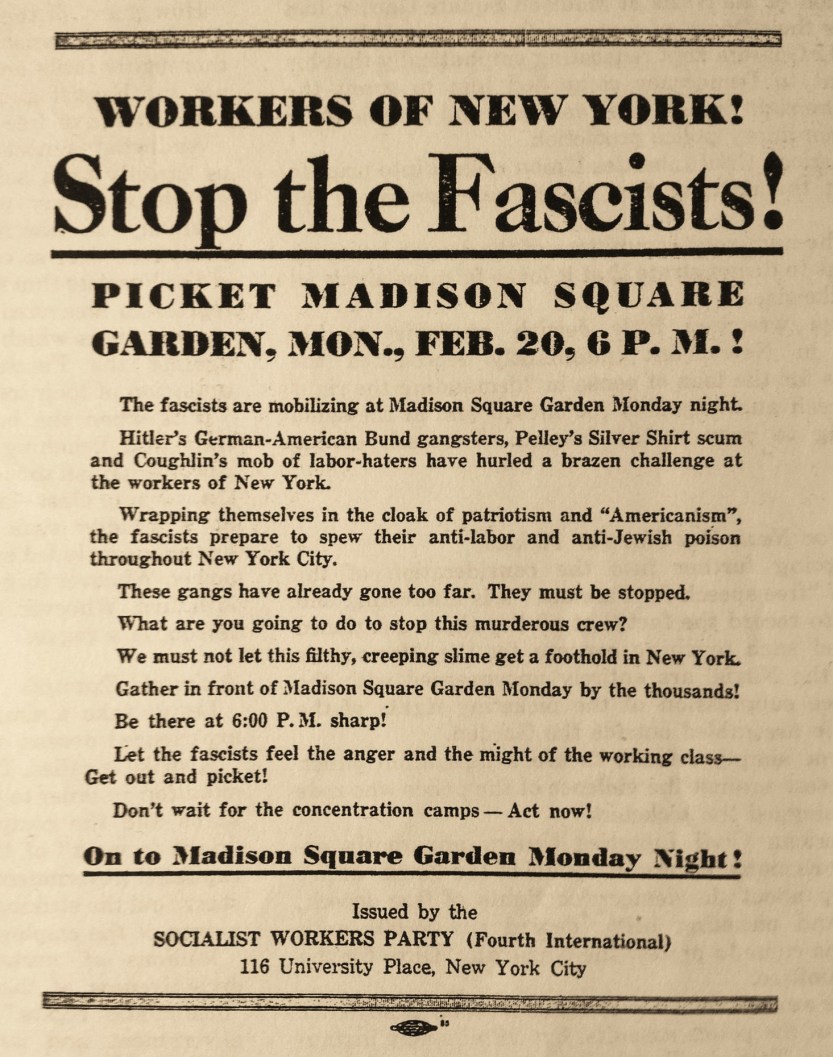 WORKERS OF NEW YORK!
Stop the Fascists!
PICKET MADISON SQUARE
GARDEN, MON., FEB. 20, 6 P. M. !
The fascists are mobilizing at Madison Square Garden Monday night.
Hitler's German-American Bund gangsters, Pelley's Silver Shirt scum
and Coughlin's mob of labor-haters have hurled a brazen challenge at
the workers of New York.
Wrapping themselves in the cloak of patriotism and "Americanism",
the fascists prepare to spew their anti-labor and anti-Jewish poison
throughout New York City.
These gangs have already gone too far. They must be stopped.
What are you going to do to stop this murderous crew?
We must not let this filthy, creeping slime get a foothold in New York.
Gather in front of Madison Square Garden Monday by the thousands!
Be there at 6:00 P. M. sharp!
Let the fascists feel the anger and the might of the working class—
Get out and picket!
Don't wait for the concentration camps — Act now!
On to Madison Square Garden Monday Night!
Issued by the
SOCIALIST WORKERS PARTY (Fourth International)
116 University Place, New York City